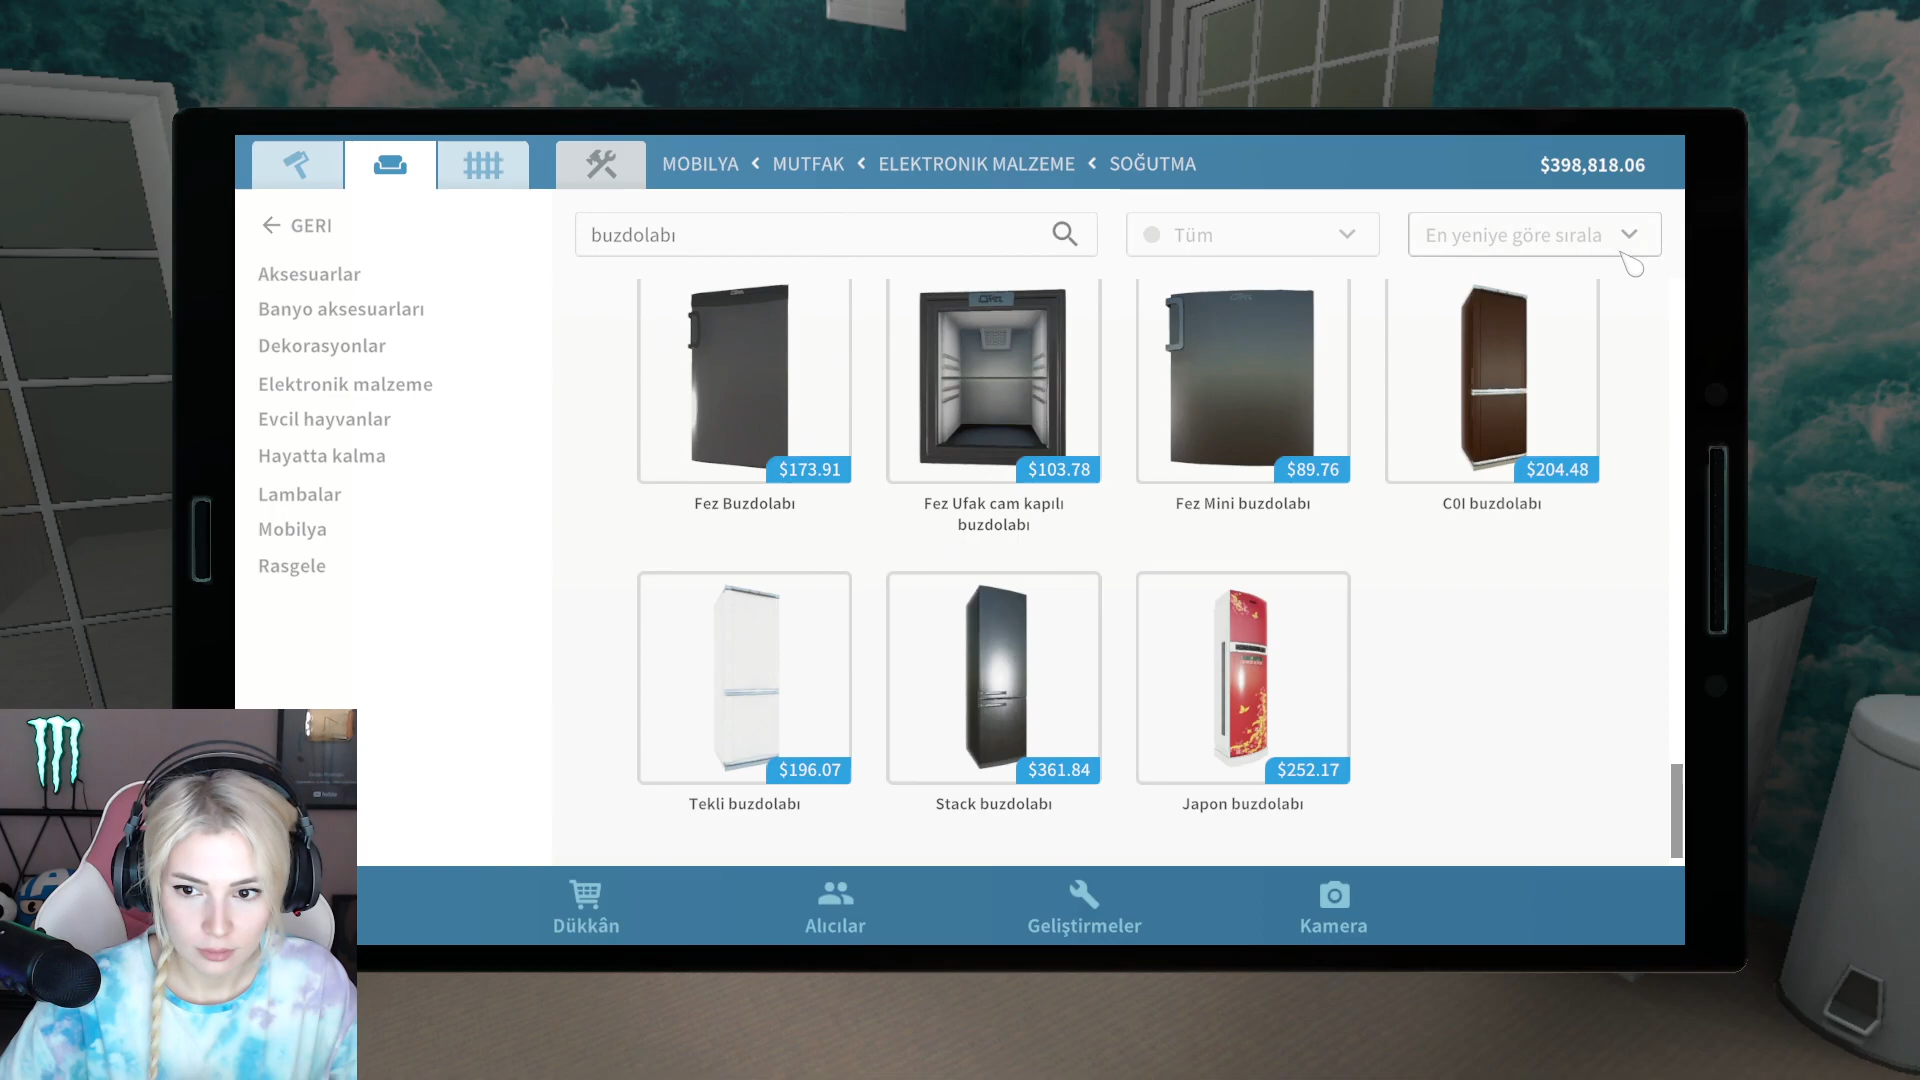 MOBILYA < MUTFAK < ELEKTRONIK MALZEME < SOĞUTMA
$398,818.06
GERI
buzdolabı
Tüm
En yeniye göre sırala
Aksesuarlar
Banyo aksesuarları
Dekorasyonlar
Elektronik malzeme
Evcil hayvanlar
Hayatta kalma
Lambalar
Mobilya
Rasgele
$173.91
$103.78
$89.76
$204.48
Fez Buzdolabı
Fez Ufak cam kapılı
buzdolabı
Fez Mini buzdolabı
C0I buzdolabı
$196.07
$361.84
$252.17
Tekli buzdolabı
Stack buzdolabı
Japon buzdolabı
Dükkân
Alıcılar
Geliştirmeler
Kamera